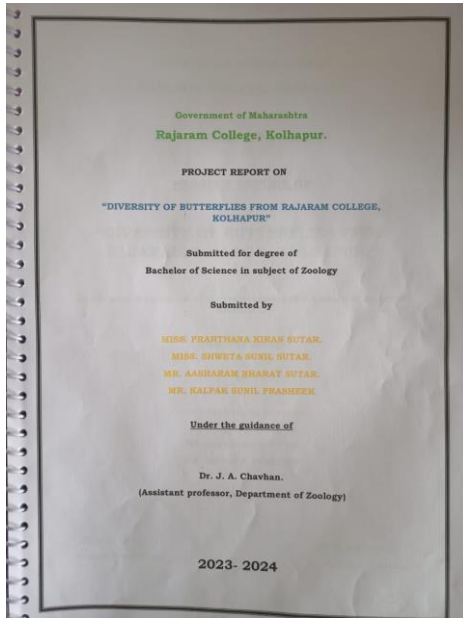 Government of Maharashtra
Rajaram College, Kolhapur.
PROJECT REPORT ON
"DIVERSITY OF BUTTERFLIES FROM RAJARAM COLLEGE,
KOLHAPUR"
Submitted for degree of
Bachelor of Science in subject of Zoology
Submitted by
MISS. PRARTHANA KIRAN SUTAR.
MISS. SHWETA SUNIL SUTAR.
MR. AASHARAM BHARAT SUTAR.
MR. KALPAK SUNIL PRASHEEK
Under the guidance of
Dr. J. A. Chavhan.
(Assistant professor, Department of Zoology)
2023- 2024